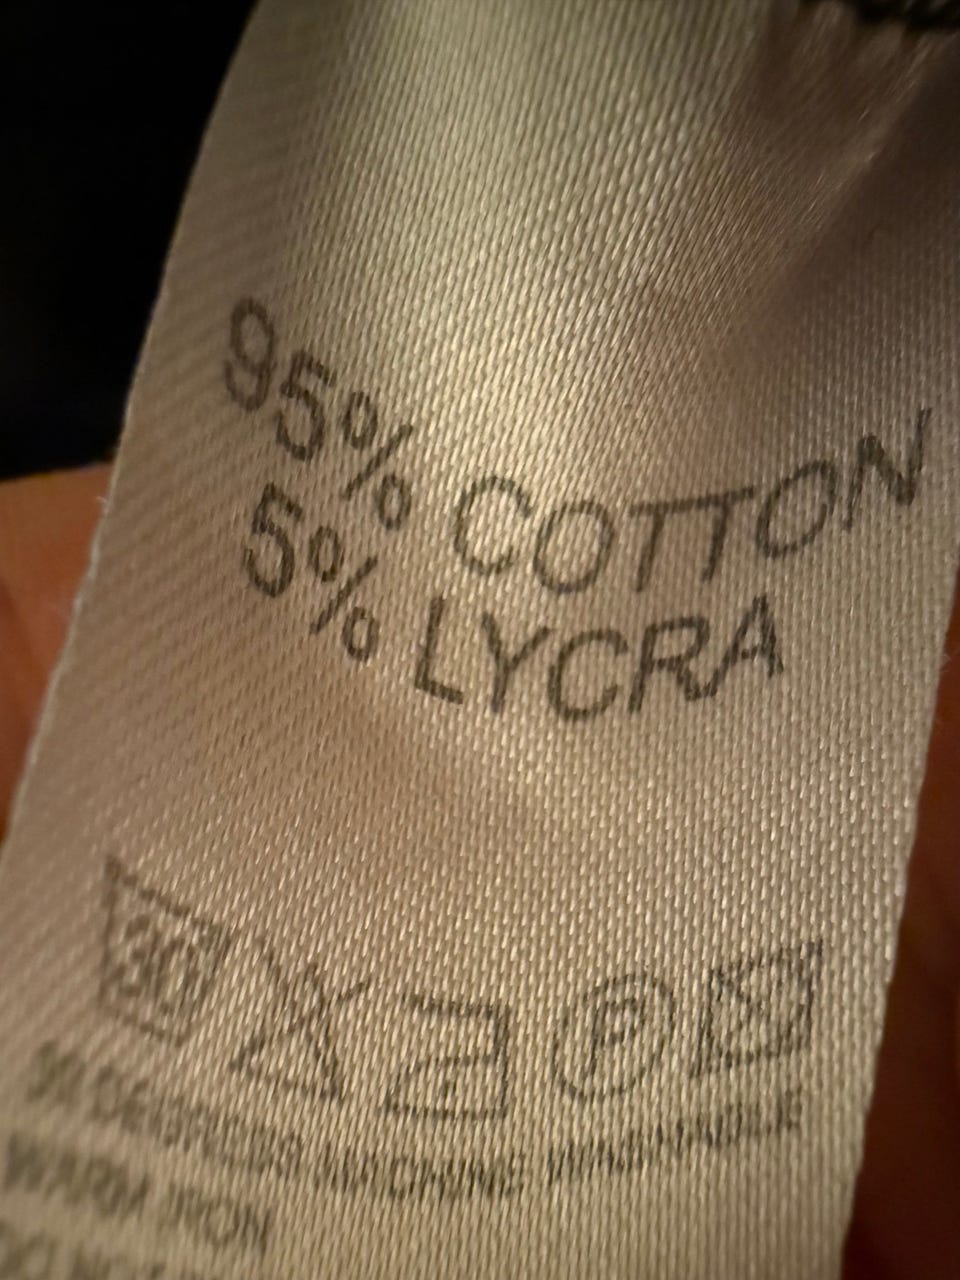 95% COTTON
5% LYCRA
30 P
30 DEGREES MACHINE WASHABLE
WARM IRON